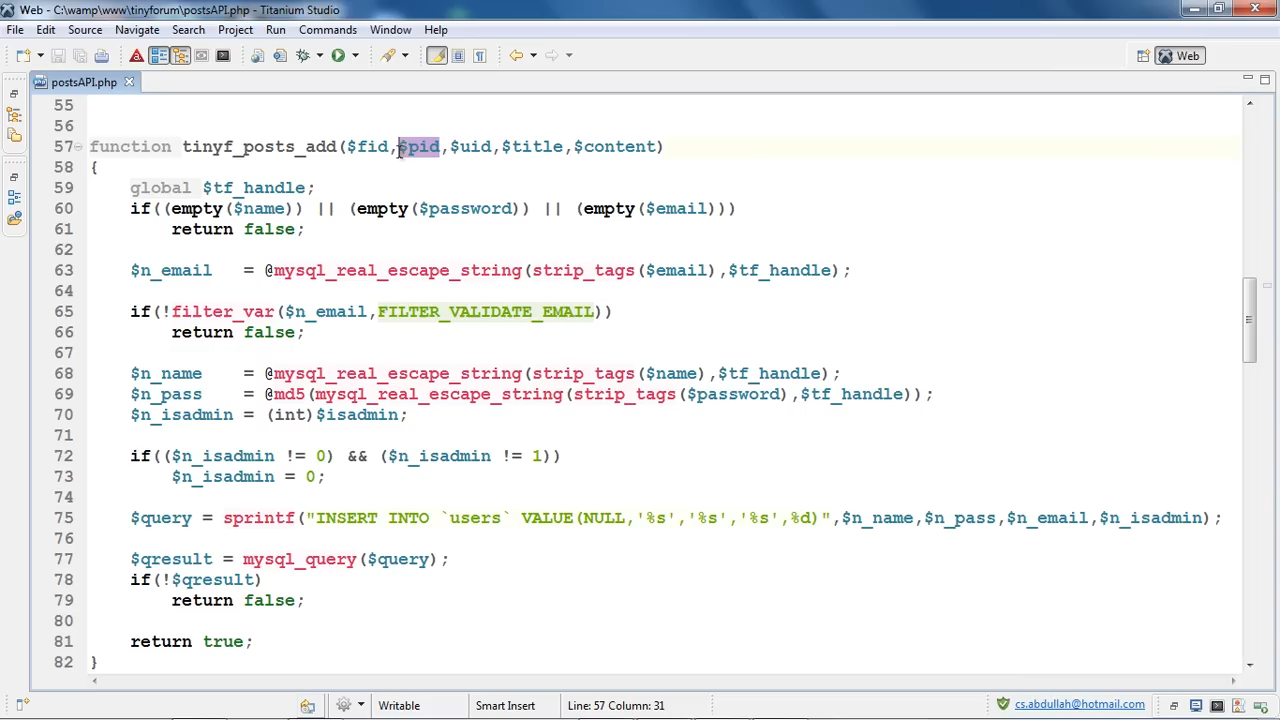 Web - C:\wamp\www\tinyforum\postsAPI.php - Titanium Studio
File Edit Source Navigate Search Project Run Commands Window Help
Web
postsAPI.php
55
56
57 function tinyf_posts_add($fid,$pid,$uid,$title,$content)
58 {
59 global $tf_handle;
60 if((empty($name)) || (empty($password)) || (empty($email)))
61 return false;
62
63 $n_email = @mysql_real_escape_string(strip_tags($email),$tf_handle);
64
65 if(!filter_var($n_email,FILTER_VALIDATE_EMAIL))
66 return false;
67
68 $n_name = @mysql_real_escape_string(strip_tags($name),$tf_handle);
69 $n_pass = @md5(mysql_real_escape_string(strip_tags($password),$tf_handle));
70 $n_isadmin = (int)$isadmin;
71
72 if(($n_isadmin != 0) && ($n_isadmin != 1))
73 $n_isadmin = 0;
74
75 $query = sprintf("INSERT INTO `users` VALUE(NULL,'%s','%s','%s',%d)",$n_name,$n_pass,$n_email,$n_isadmin);
76
77 $qresult = mysql_query($query);
78 if(!$qresult)
79 return false;
80
81 return true;
82 }
Writable Smart Insert Line: 57 Column: 31 cs.abdullah@hotmail.com